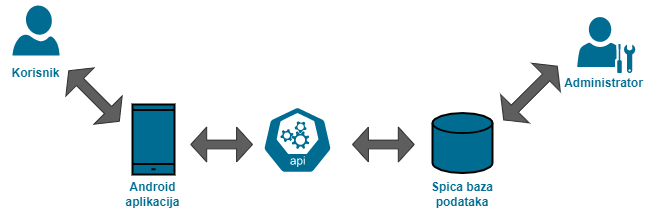 Korisnik
Administrator
api
Android
aplikacija
Spica baza
podataka